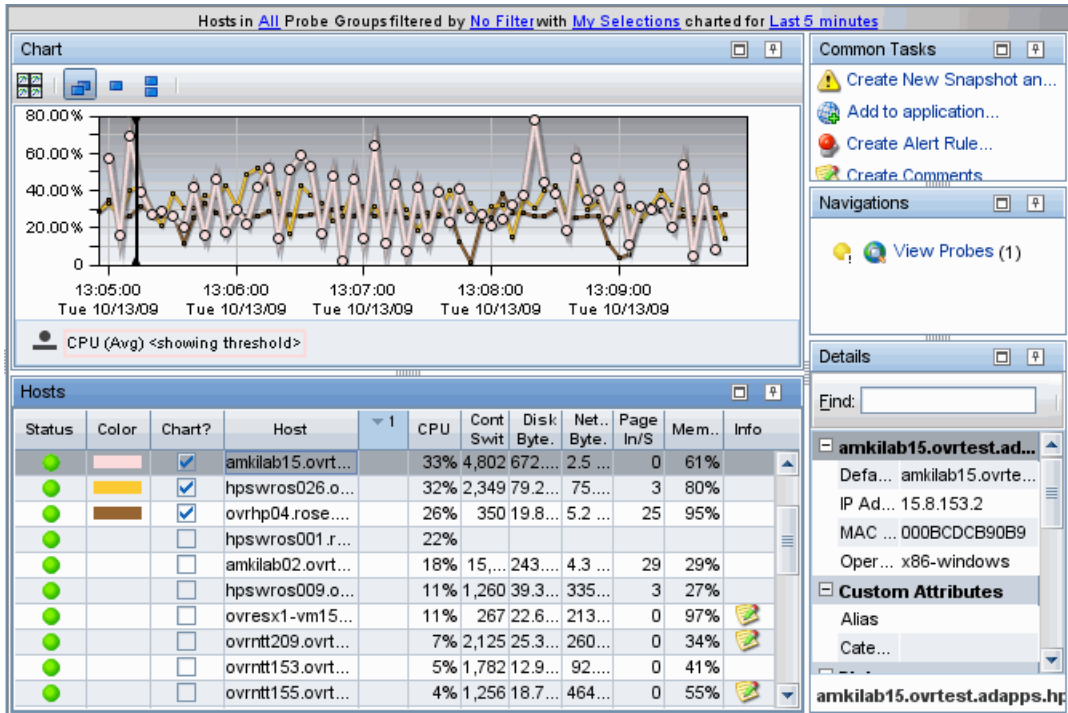 Hosts in All Probe Groups filtered by No Filter with My Selections charted for Last 5 minutes
Chart
80.00%
60.00%
40.00%
20.00%
0
13:05:00 13:06:00 13:07:00 13:08:00 13:09:00
Tue 10/13/09 Tue 10/13/09 Tue 10/13/09 Tue 10/13/09 Tue 10/13/09
CPU (Avg) <showing threshold>
Hosts
Status Color Chart? Host 1 CPU Cont Swit Disk Byte. Net.. Byte. Page In/S Mem.. Info
amkilab15.ovrt... 33% 4,802 672.... 2.5 ... 0 61%
hpswros026.o... 32% 2,349 79.2... 75.... 3 80%
ovrhp04.rose.... 26% 350 19.8... 5.2 ... 25 95%
hpswros001.r... 22%
amkilab02.ovrt... 18% 15,... 243.... 4.3 ... 29 29%
hpswros009.o... 11% 1,260 39.3... 335... 3 27%
ovresx1-vm15... 11% 267 22.6... 213... 0 97%
ovrntt209.ovrt... 7% 2,125 25.3... 260... 0 34%
ovrntt153.ovrt... 5% 1,782 12.9... 92.... 0 41%
ovrntt155.ovrt... 4% 1,256 18.7... 464... 0 55%
Common Tasks
Create New Snapshot an...
Add to application...
Create Alert Rule...
Create Comments
Navigations
View Probes (1)
Details
Find:
amkilab15.ovrtest.ad...
Defa... amkilab15.ovrte...
IP Ad... 15.8.153.2
MAC ... 000BCDCB90B9
Oper... x86-windows
Custom Attributes
Alias
Cate...
amkilab15.ovrtest.adapps.hp